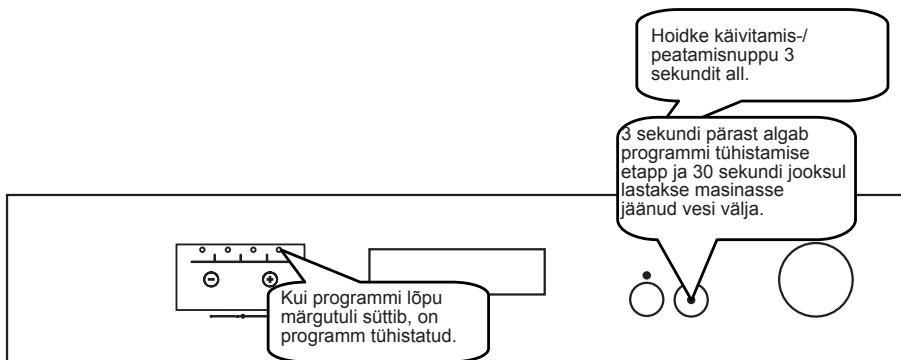 Hoidke käivitamis-/
peatamisnuppu 3
sekundit all.
3 sekundi pärast algab
programmi tühistamise
etapp ja 30 sekundi jooksul
lastakse masinasse
jäänud vesi välja.
Kui programmi lõpu
märgutuli süttib, on
programm tühistatud.